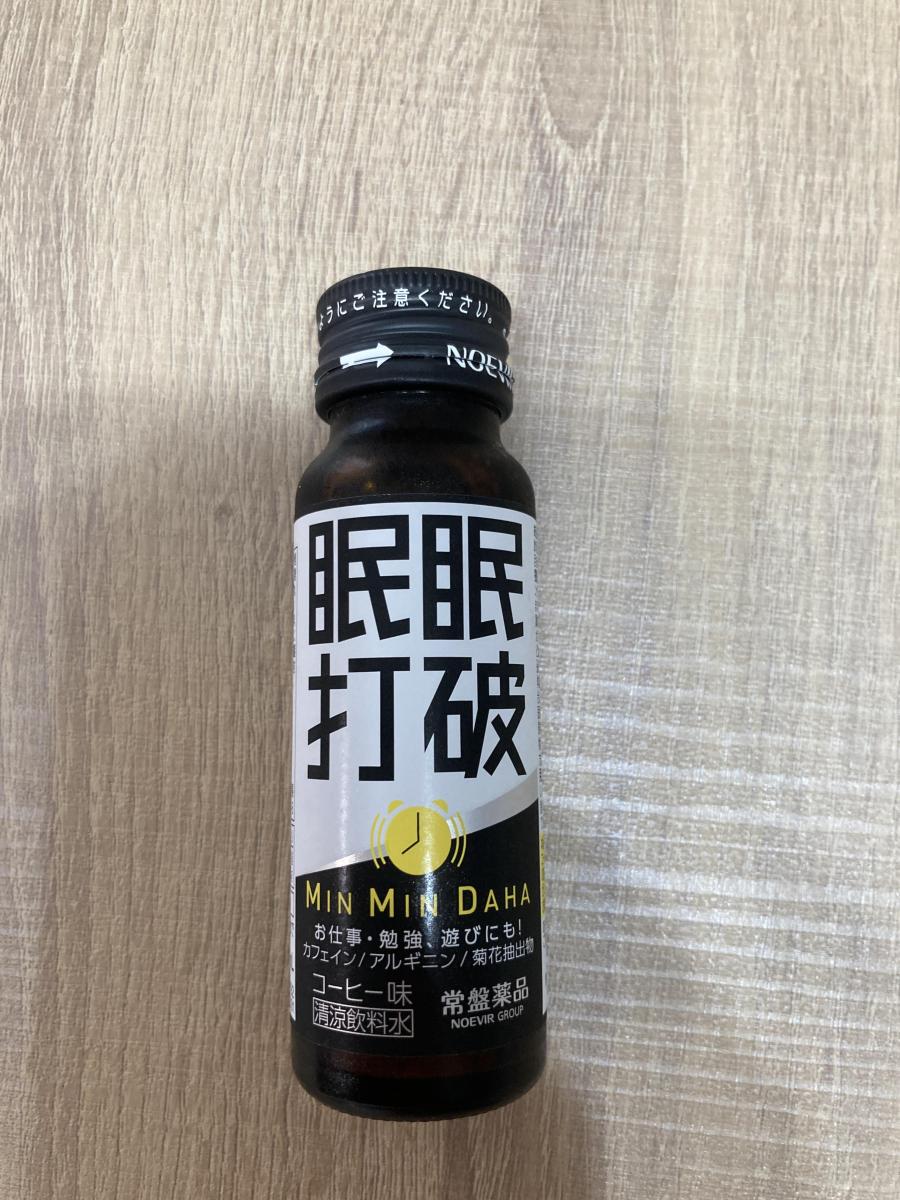 ようにご注意ください。
NOEVIR
眠眠
打破
MIN MIN DAHA
お仕事・勉強、遊びにも!
カフェイン/アルギニン/菊花抽出物
コーヒー味
清涼飲料水
常盤薬品
NOEVIR GROUP